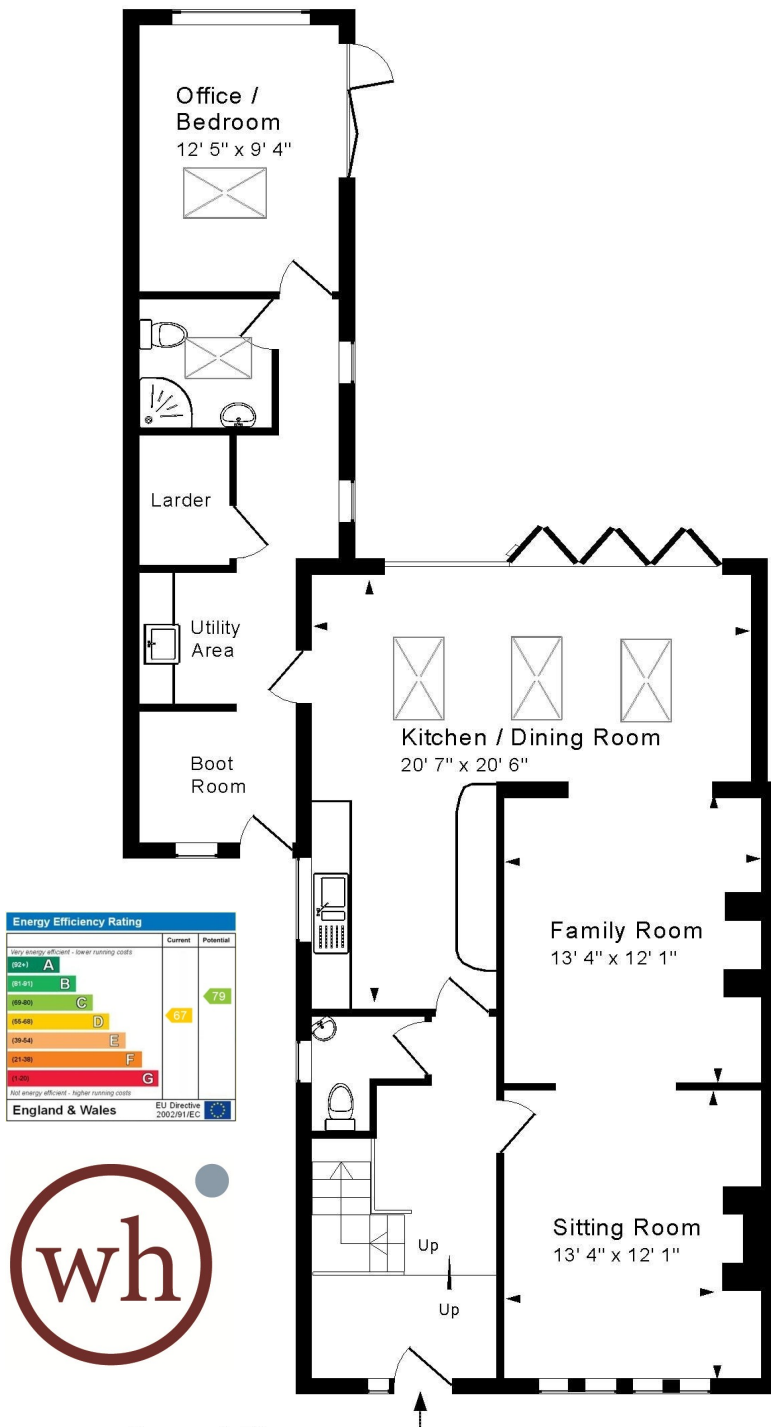 Office /
Bedroom
12' 5" x 9' 4"
Larder
Utility
Area
Boot
Room
Kitchen / Dining Room
20' 7" x 20' 6"
Family Room
13' 4" x 12' 1"
Sitting Room
13' 4" x 12' 1"
Up
Up
Energy Efficiency Rating
Current Potential
Very energy efficient - lower running costs
(92+) A
(81-91) B
(69-80) C
(55-68) D
(39-54) E
(21-38) F
(1-20) G
67
79
Not energy efficient - higher running costs
England & Wales
EU Directive
2002/91/EC
wh